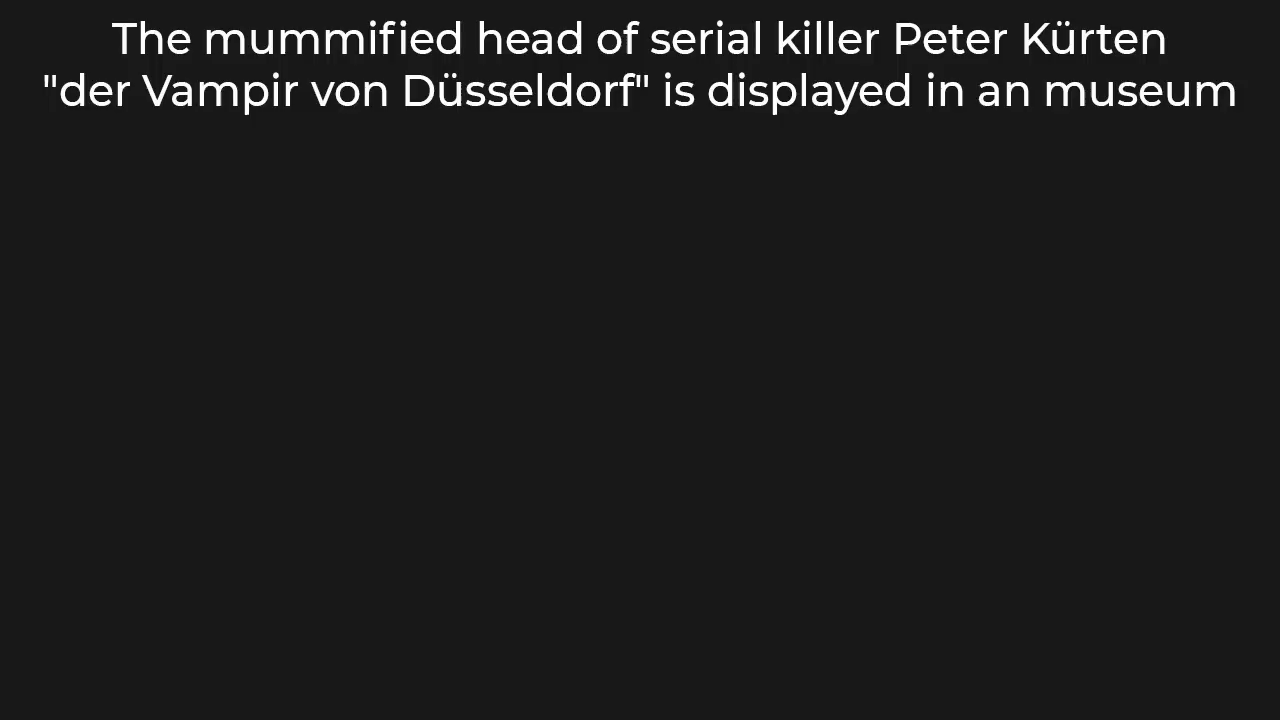 The mummified head of serial killer Peter Kürten
"der Vampir von Düsseldorf" is displayed in an museum